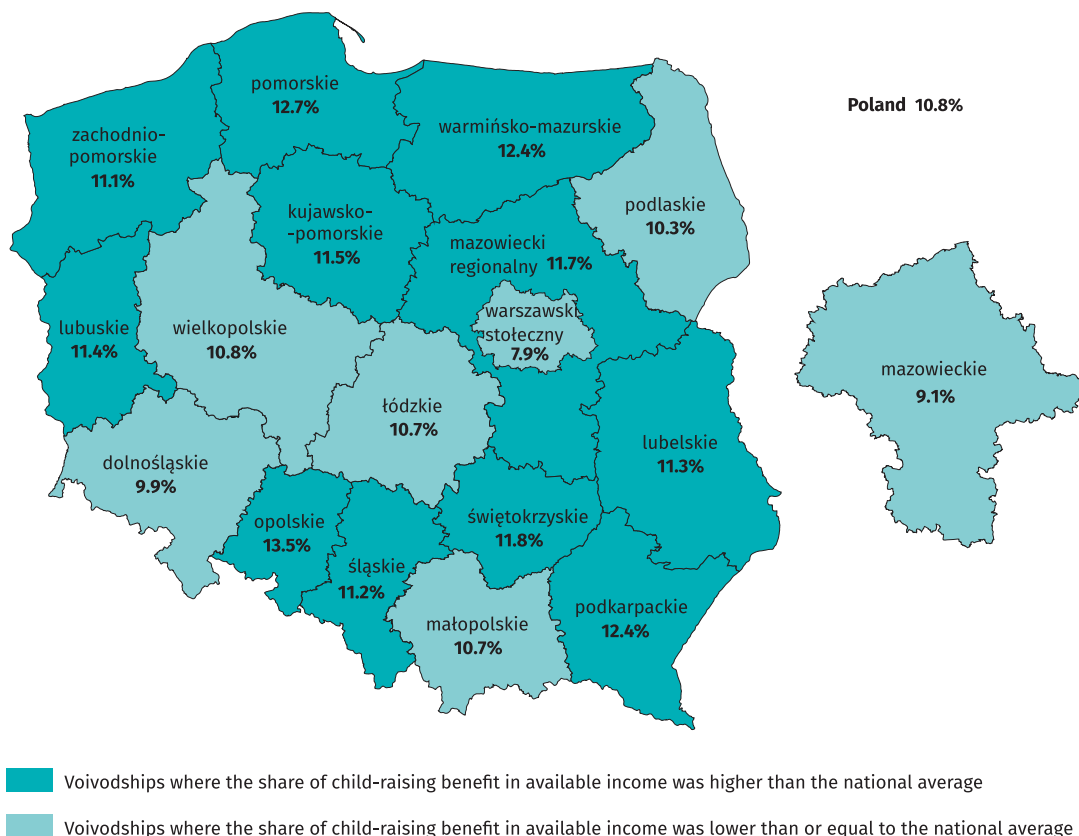 pomorskie
12.7%
Poland 10.8%
warmińsko-mazurskie
12.4%
zachodnio-
pomorskie
11.1%
podlaskie
10.3%
kujawsko-
-pomorskie
11.5%
mazowiecki
regionalny 11.7%
warszawski
stołeczny
7.9%
lubuskie
11.4%
wielkopolskie
10.8%
mazowieckie
9.1%
łódzkie
10.7%
lubelskie
11.3%
dolnośląskie
9.9%
opolskie
13.5%
świętokrzyskie
11.8%
śląskie
11.2%
podkarpackie
12.4%
małopolskie
10.7%
Voivodships where the share of child-raising benefit in available income was higher than the national average
Voivodships where the share of child-raising benefit in available income was lower than or equal to the national average